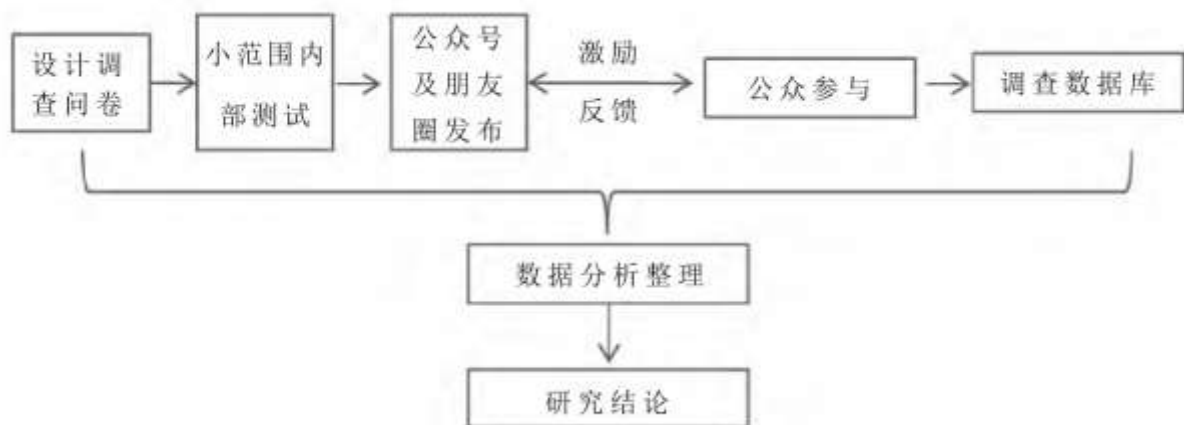 设计调
查问卷
小范围内
部测试
公众号
及朋友
圈发布
激励
反馈
公众参与
调查数据库
数据分析整理
研究结论